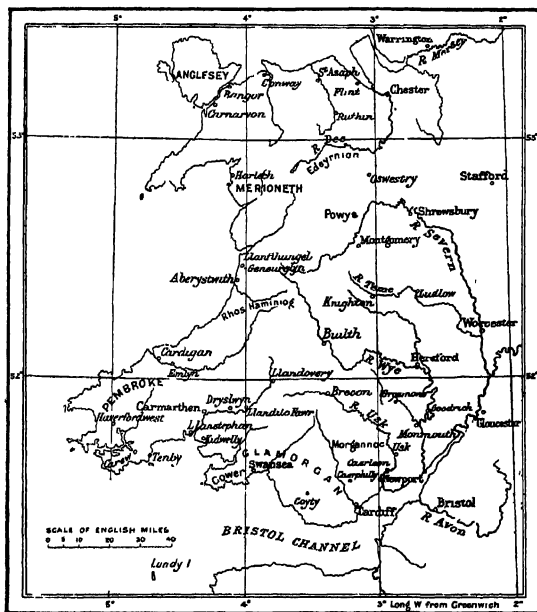 5° 4° 3° 2°
Warrington
R Mersey
ANGLESEY
Bangor
Conway
St Asaph
Flint
Chester
Carnarvon
Ruthin
53
R Dee
Edeyrnian
Harlech
MERIONETH
Oswestry
Stafford
Powys
Shrewsbury
R Severn
Montgomery
Llanfihangel
Geneurglyn
Aberystwith
R Teme
Ludlow
Knighton
Rhos Haminiog
Worcester
Builth
Cardigan
R Wye
Hereford
52
Emlyn
PEMBROKE
Llandovery
Haverfordwest
Carmarthen
Dryslwyn
Brecon
R Usk
Grosmont
Goodrich
Gloucester
Llandilo Fawr
Llanstephan
Kidwelly
Monmouth
Morgannoc
Usk
GLAMORGAN
Carew
Tenby
Gower
Swansea
Caerleon
Caerphilly
Newport
Coyty
Cardiff
Bristol
R Avon
BRISTOL CHANNEL
SCALE OF ENGLISH MILES
10 5 0 10 20 30 40
Lundy I
5° 4° 3° 2°
Long W from Greenwich